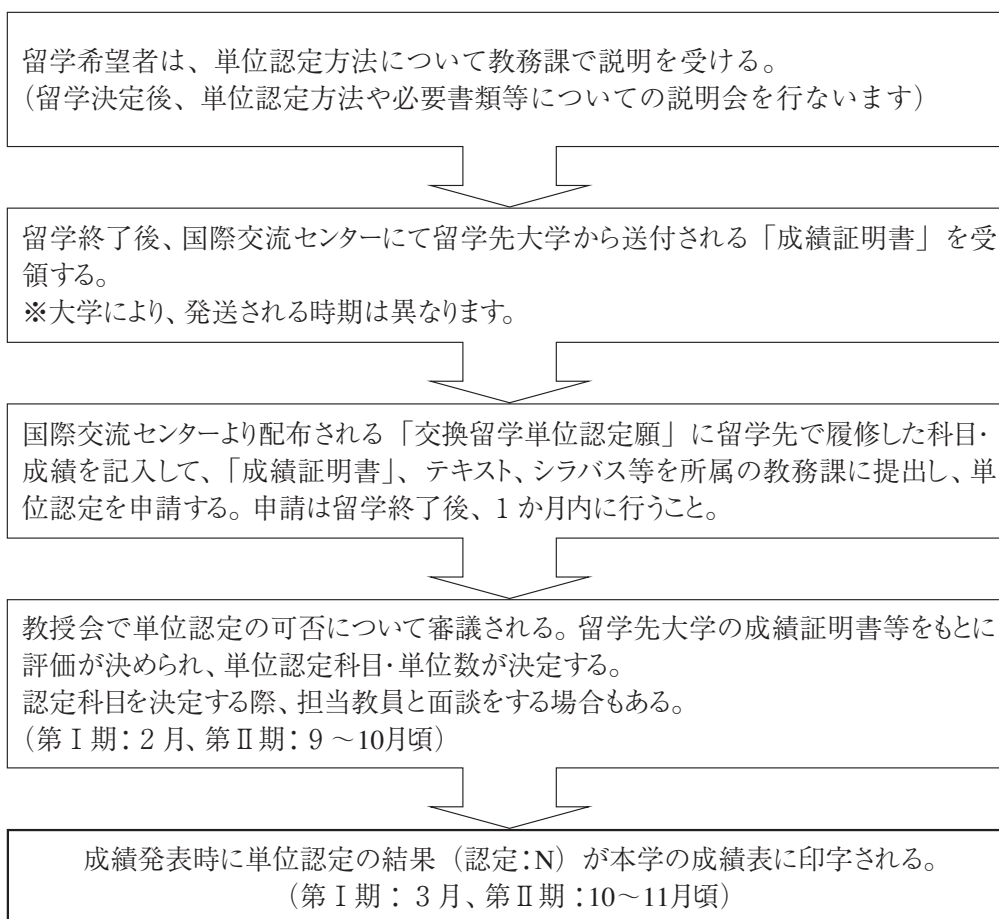 留学希望者は、単位認定方法について教務課で説明を受ける。
(留学決定後、単位認定方法や必要書類等についての説明会を行ないます)
留学終了後、国際交流センターにて留学先大学から送付される「成績証明書」を受
領する。
※大学により、発送される時期は異なります。
国際交流センターより配布される「交換留学単位認定願」に留学先で履修した科目・
成績を記入して、「成績証明書」、テキスト、シラバス等を所属の教務課に提出し、単
位認定を申請する。申請は留学終了後、1か月内に行うこと。
教授会で単位認定の可否について審議される。留学先大学の成績証明書等をもとに
評価が決められ、単位認定科目・単位数が決定する。
認定科目を決定する際、担当教員と面談をする場合もある。
(第Ⅰ期:2月、第Ⅱ期:9~10月頃)
成績発表時に単位認定の結果(認定:N)が本学の成績表に印字される。
(第Ⅰ期:3月、第Ⅱ期:10~11月頃)